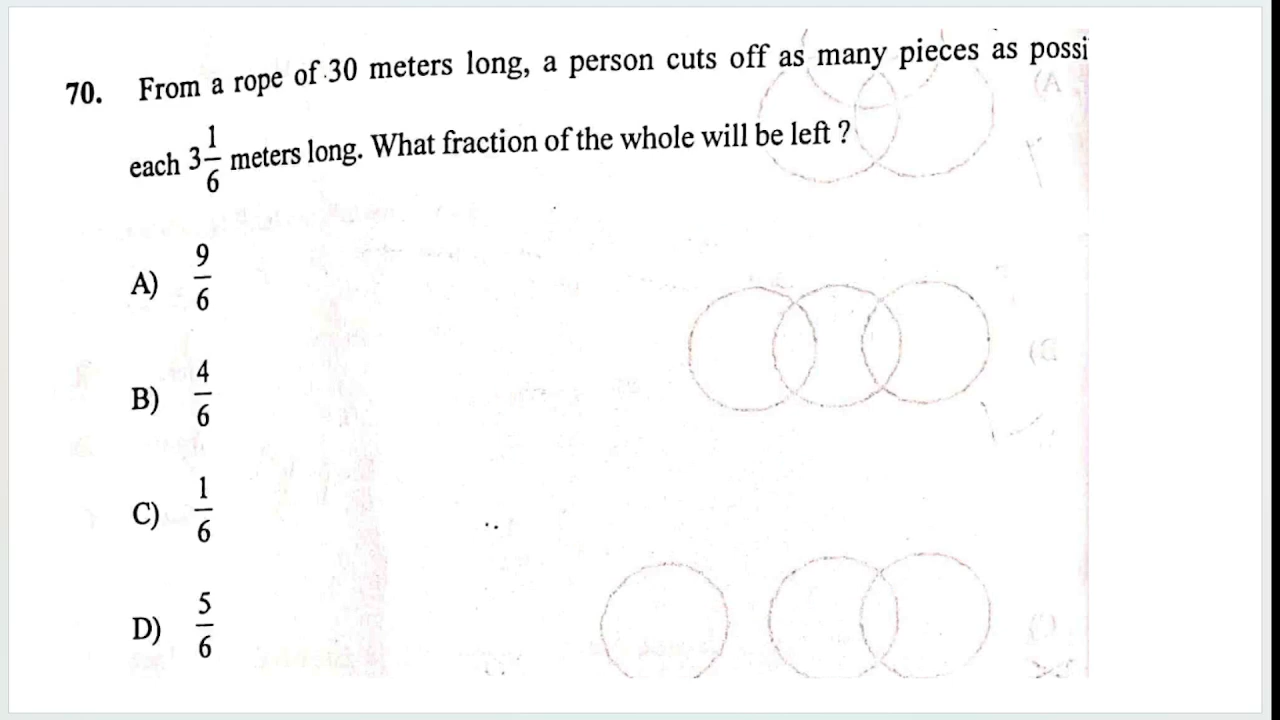 70. From a rope of 30 meters long, a person cuts off as many pieces as possi
each 3 1/6 meters long. What fraction of the whole will be left ?
A) 9/6
B) 4/6
C) 1/6
D) 5/6